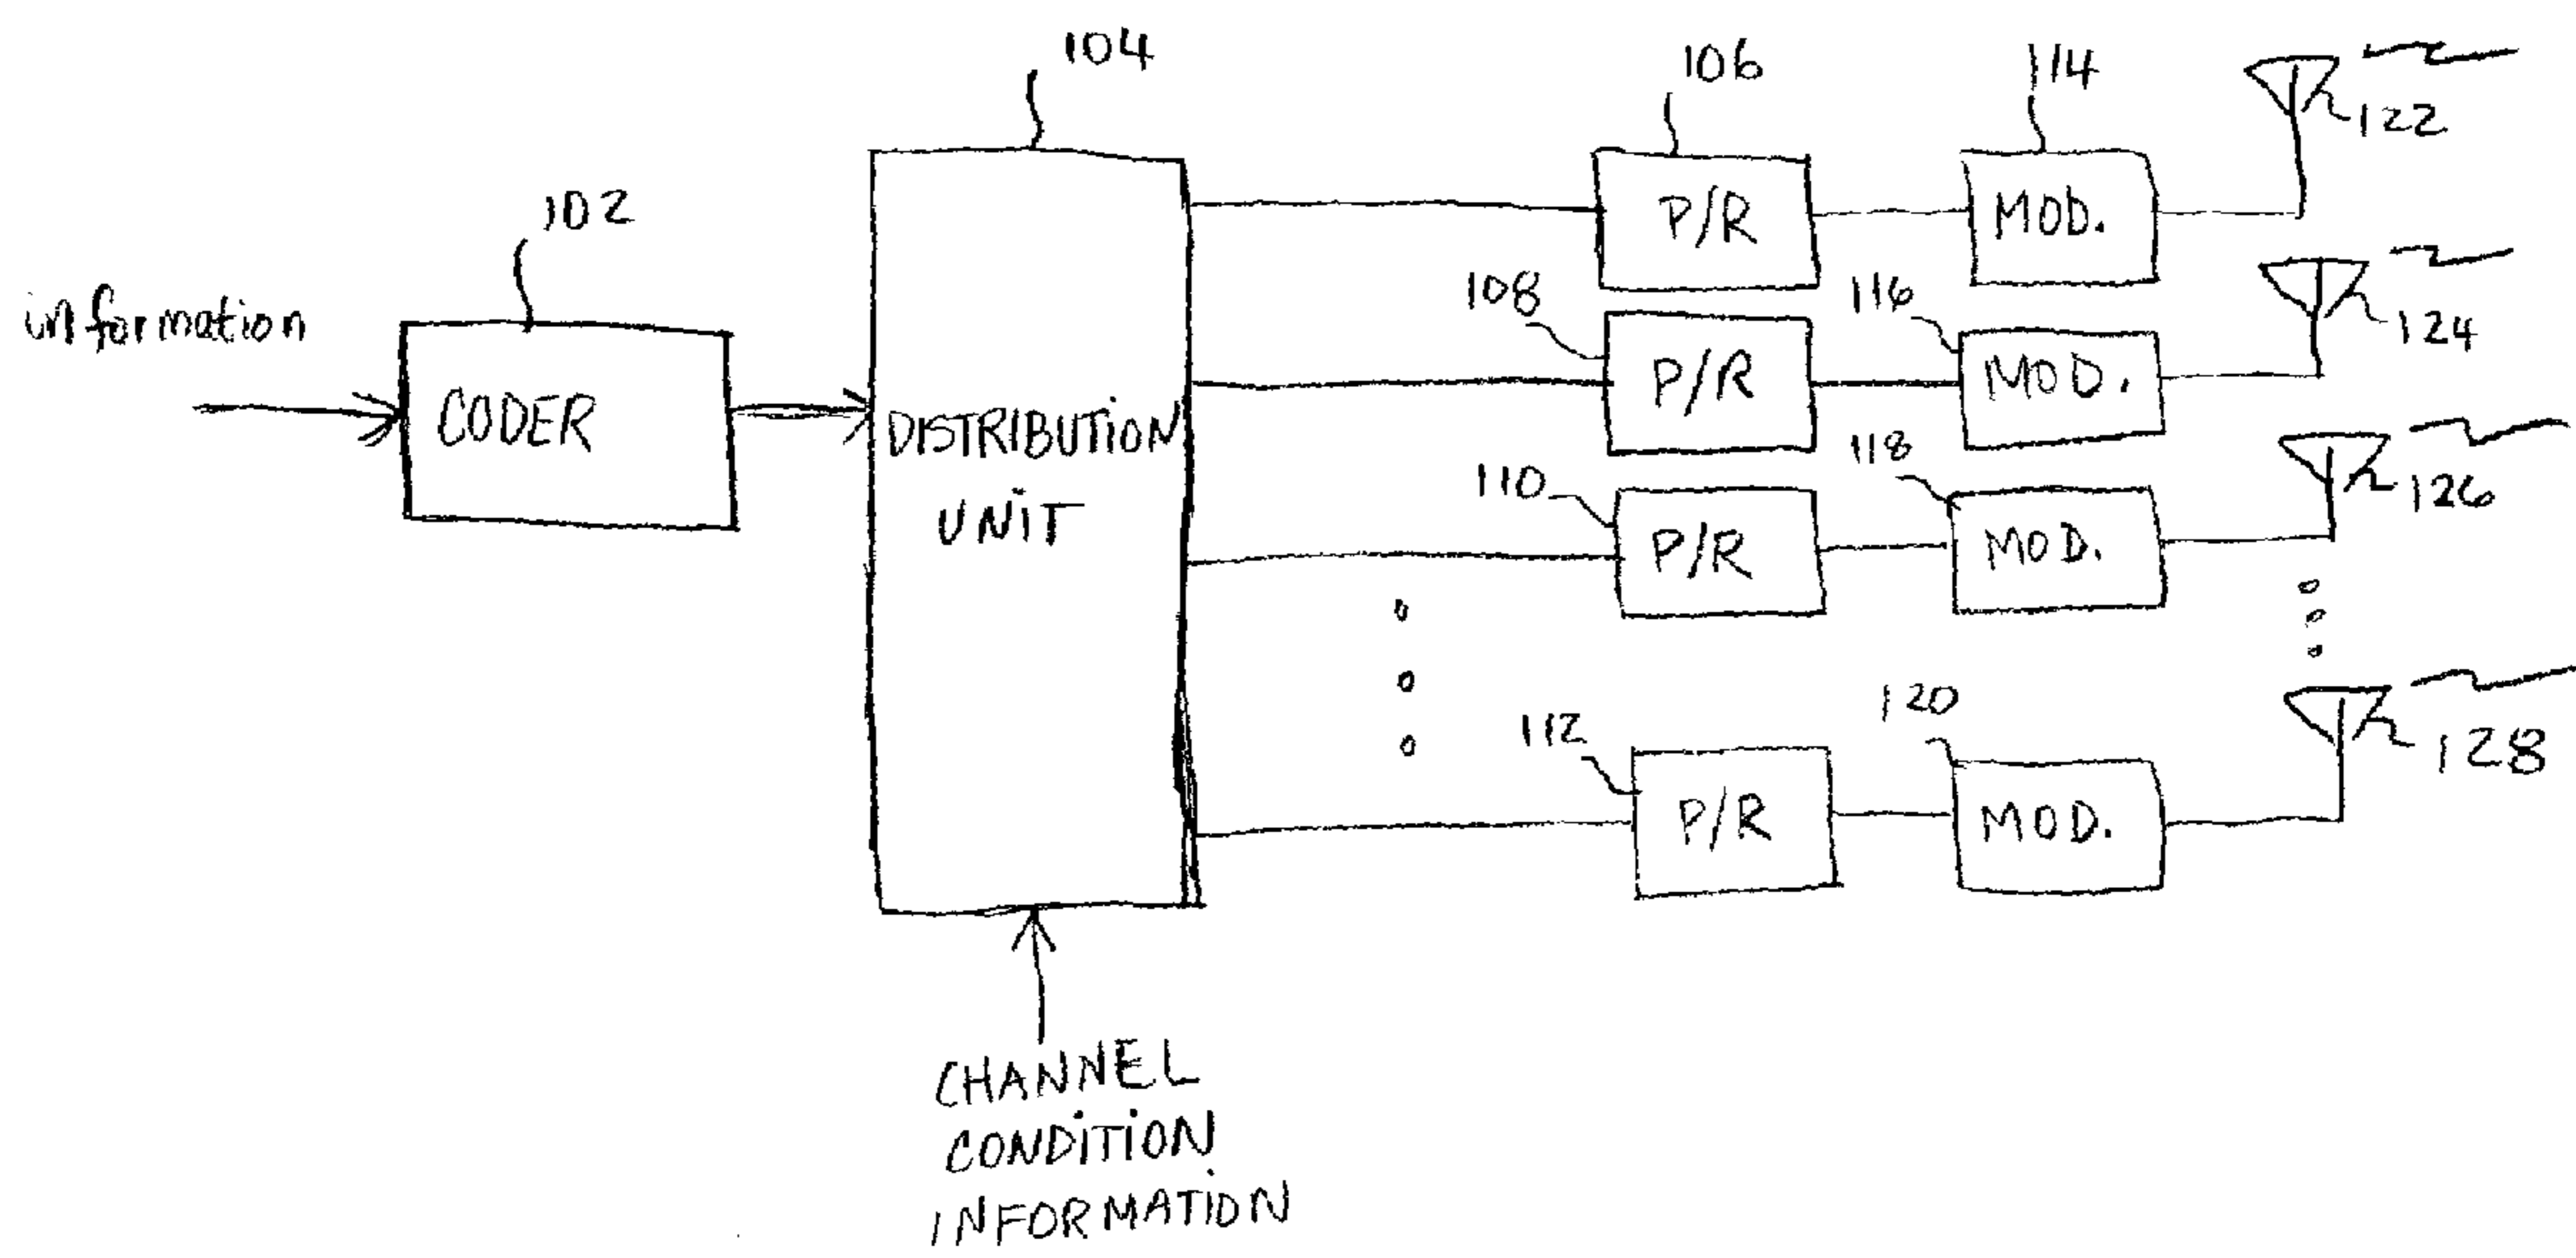 104
106
114
122
102
P/R
MOD.
information
108
116
124
CODER
DISTRIBUTION
UNIT
P/R
MOD.
110
118
126
P/R
MOD.
112
120
128
P/R
MOD.
CHANNEL
CONDITION
INFORMATION